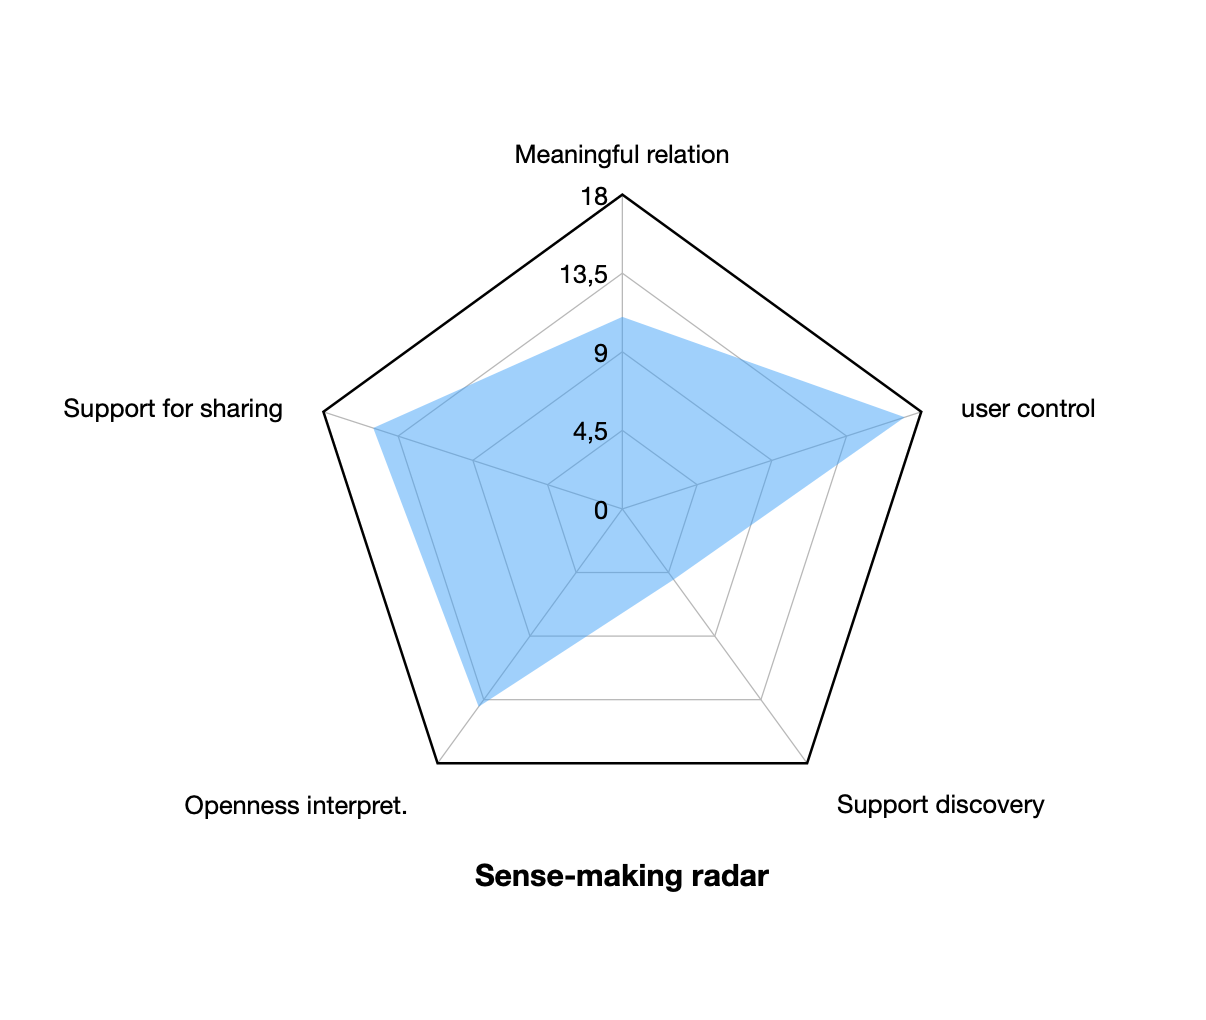 Meaningful relation
18
13,5
9
Support for sharing
user control
4,5
0
Openness interpret.
Support discovery
Sense-making radar